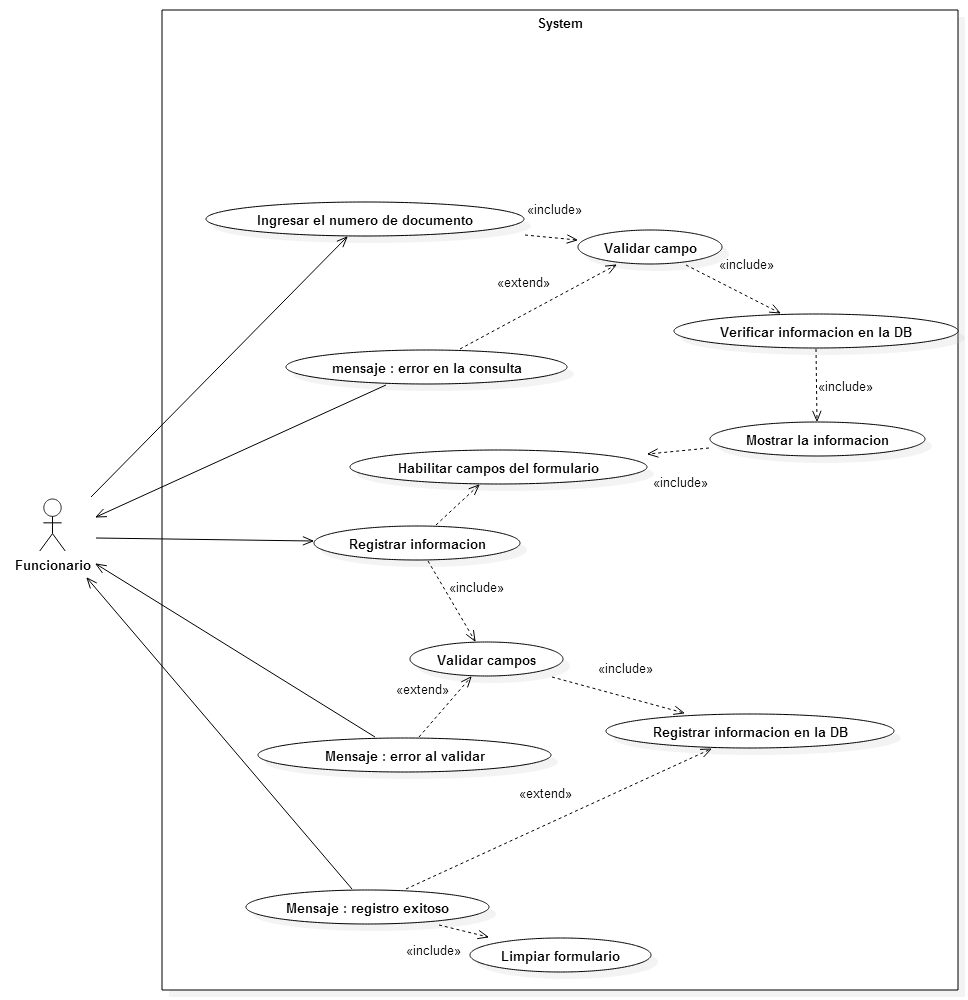 System
Ingresar el numero de documento
«include»
Validar campo
«include»
«extend»
Verificar informacion en la DB
mensaje : error en la consulta
«include»
Mostrar la informacion
Habilitar campos del formulario
«include»
Registrar informacion
Funcionario
«include»
Validar campos
«include»
«extend»
Registrar informacion en la DB
Mensaje : error al validar
«extend»
Mensaje : registro exitoso
«include»
Limpiar formulario